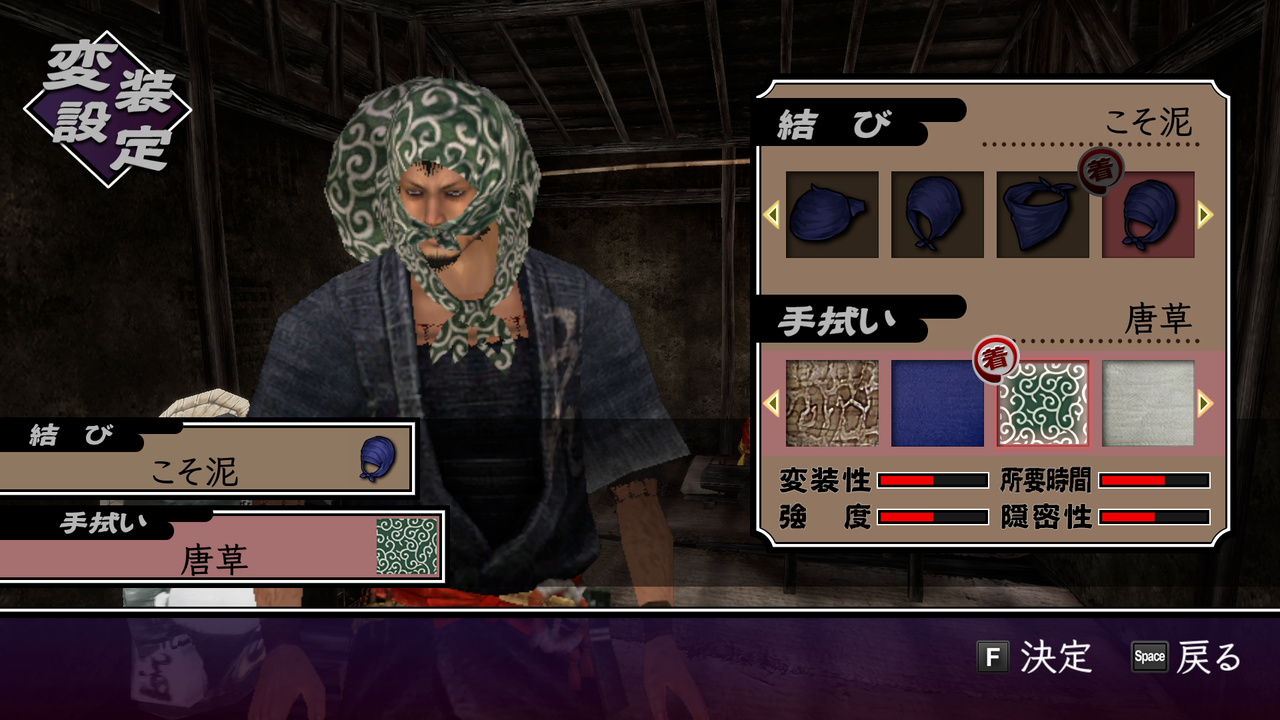 変装
設定
結び
こそ泥
着
手拭い
唐草
着
変装性
所要時間
強度
隠密性
結び
こそ泥
手拭い
唐草
F 決定
Space 戻る